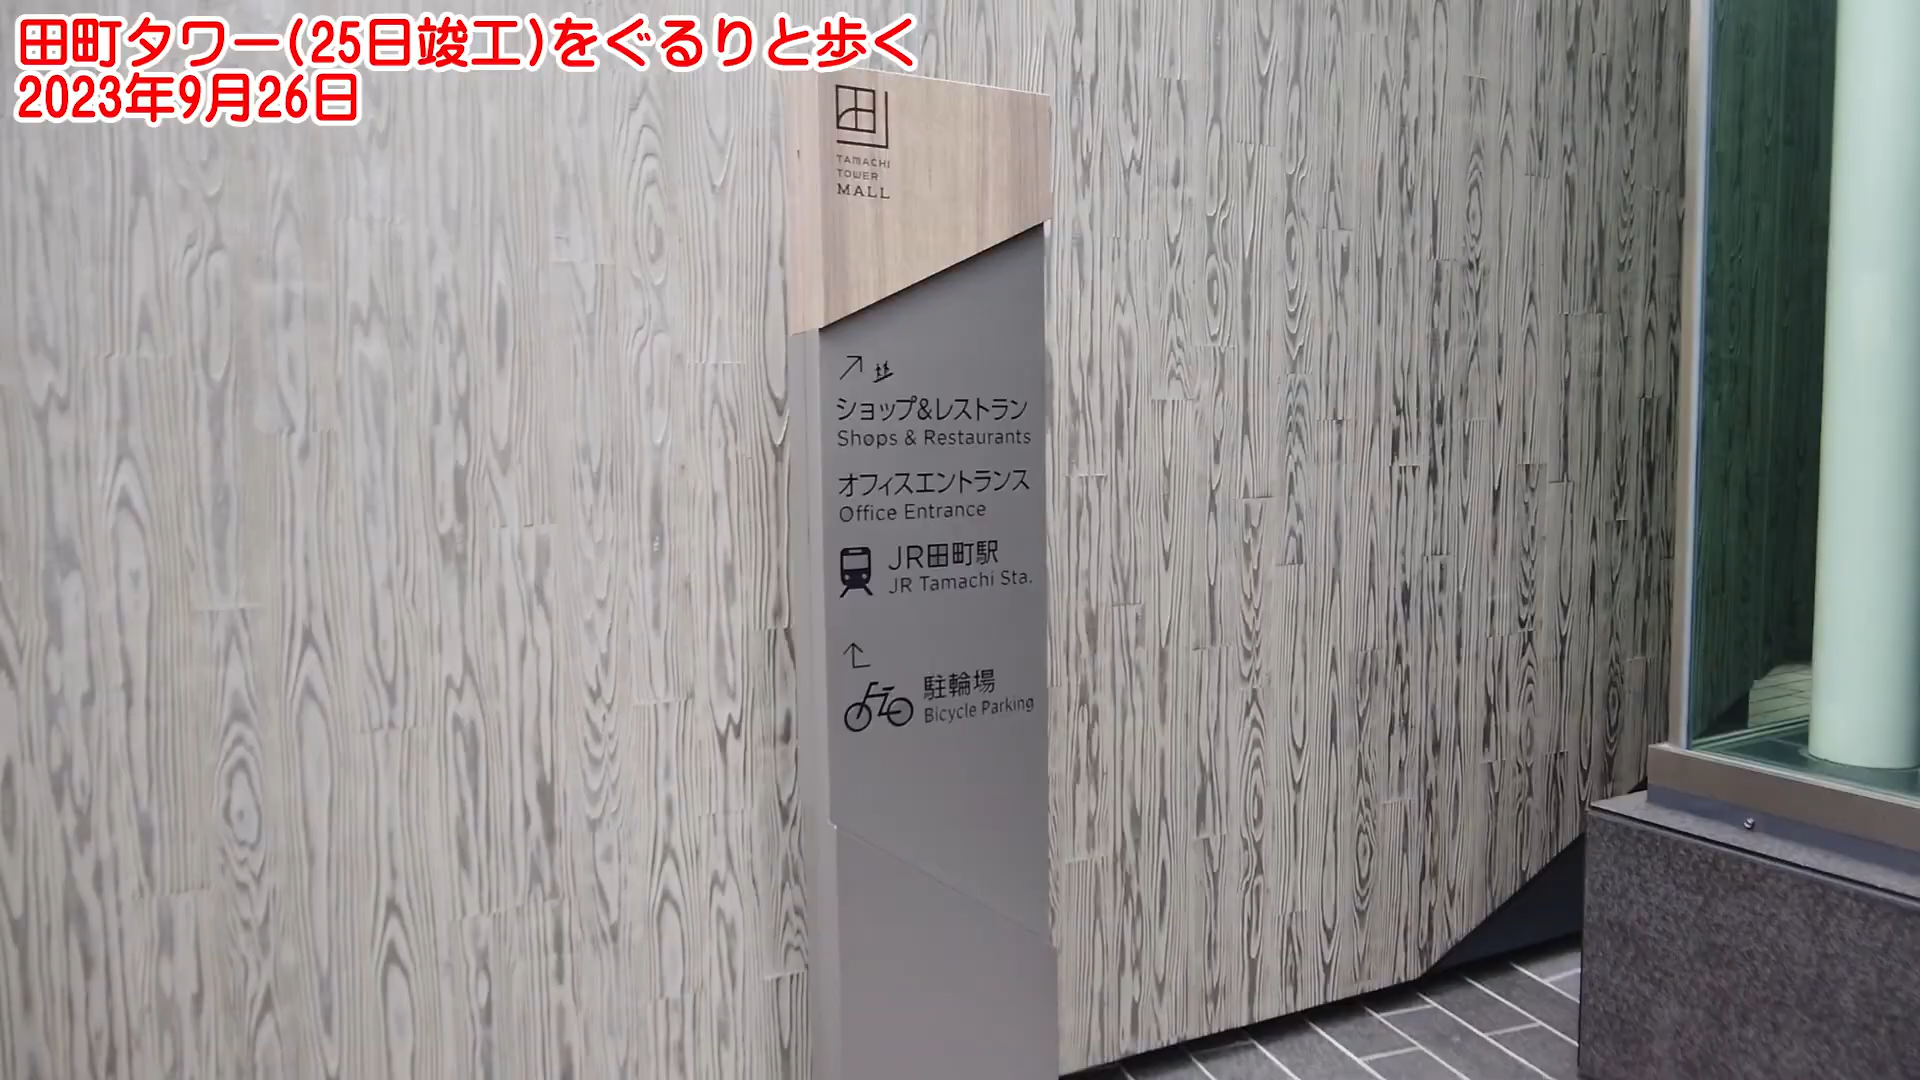 田町タワー(25日竣工)をぐるりと歩く
2023年9月26日
田町
TAMACHI
TOWER
MALL
ショップ&レストラン
Shops & Restaurants
オフィスエントランス
Office Entrance
JR田町駅
JR Tamachi Sta.
駐輪場
Bicycle Parking